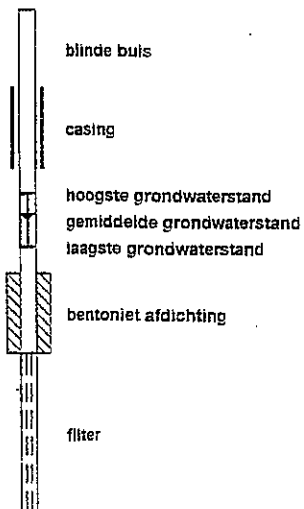 blinde buis
casing
hoogste grondwaterstand
gemiddelde grondwaterstand
laagste grondwaterstand
bentoniet afdichting
filter